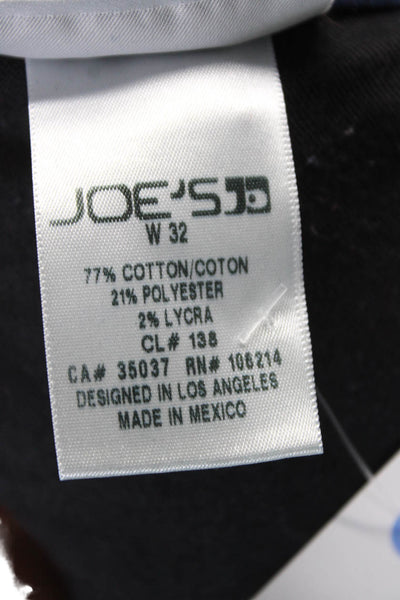 JOE'S
W 32
77% COTTON/COTON
21% POLYESTER
2% LYCRA
CL# 138
CA# 35037 RN# 106214
DESIGNED IN LOS ANGELES
MADE IN MEXICO